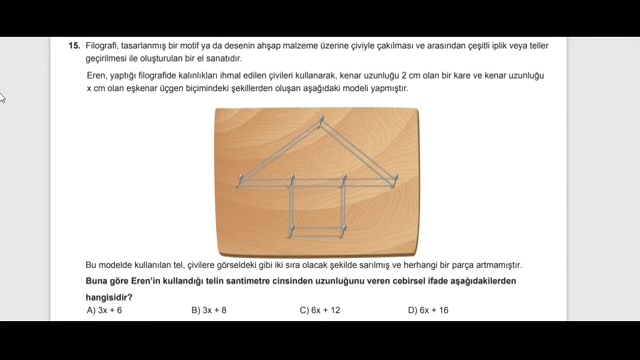 15. Filografi, tasarlanmış bir motif ya da desenin ahşap malzeme üzerine çiviyle çakılması ve arasından çeşitli iplik veya teller
geçirilmesi ile oluşturulan bir el sanatıdır.
Eren, yaptığı filografide kalınlıkları ihmal edilen çivileri kullanarak, kenar uzunluğu 2 cm olan bir kare ve kenar uzunluğu
x cm olan eşkenar üçgen biçimindeki şekillerden oluşan aşağıdaki modeli yapmıştır.
Bu modelde kullanılan tel, çivilere görseldeki gibi iki sıra olacak şekilde sarılmış ve herhangi bir parça artmamıştır.
Buna göre Eren'in kullandığı telin santimetre cinsinden uzunluğunu veren cebirsel ifade aşağıdakilerden
hangisidir?
A) 3x + 6 B) 3x + 8 C) 6x + 12 D) 6x + 16